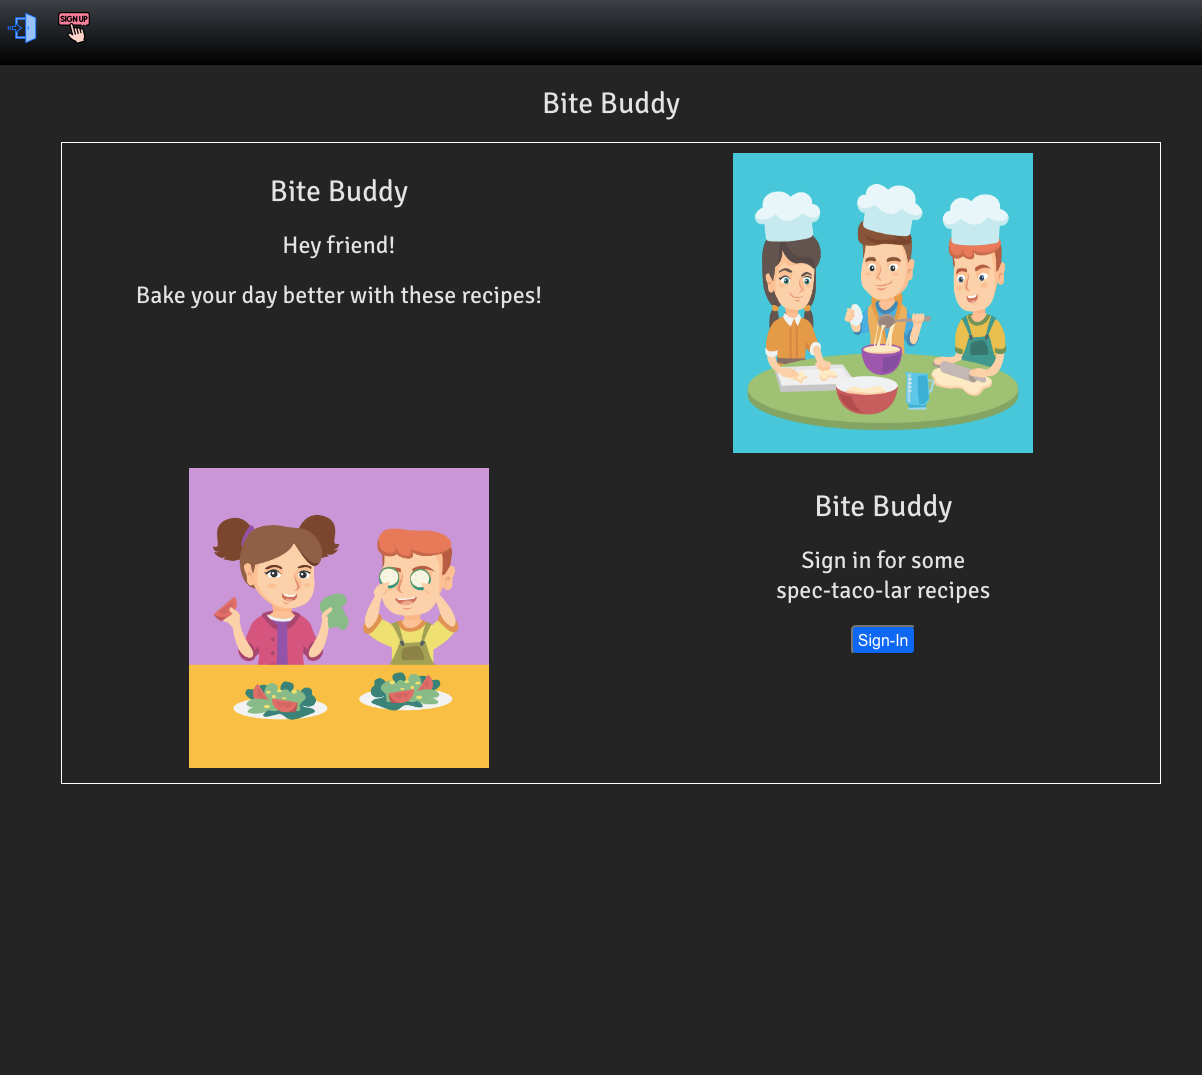 SIGN UP
Bite Buddy
Bite Buddy
Hey friend!
Bake your day better with these recipes!
Bite Buddy
Sign in for some
spec-taco-lar recipes
Sign-In